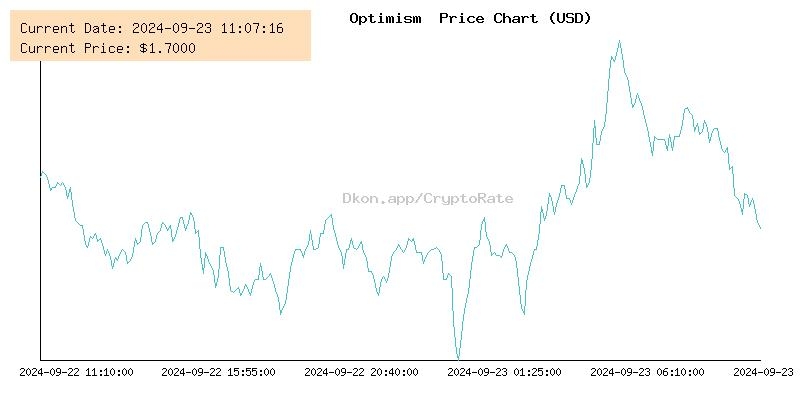 Optimism  Price Chart (USD)
Current Date: 2024-09-23 11:07:16
Current Price: $1.7000
Dkon.app/CryptoRate
2024-09-22 11:10:00
2024-09-22 15:55:00
2024-09-22 20:40:00
2024-09-23 01:25:00
2024-09-23 06:10:00
2024-09-23